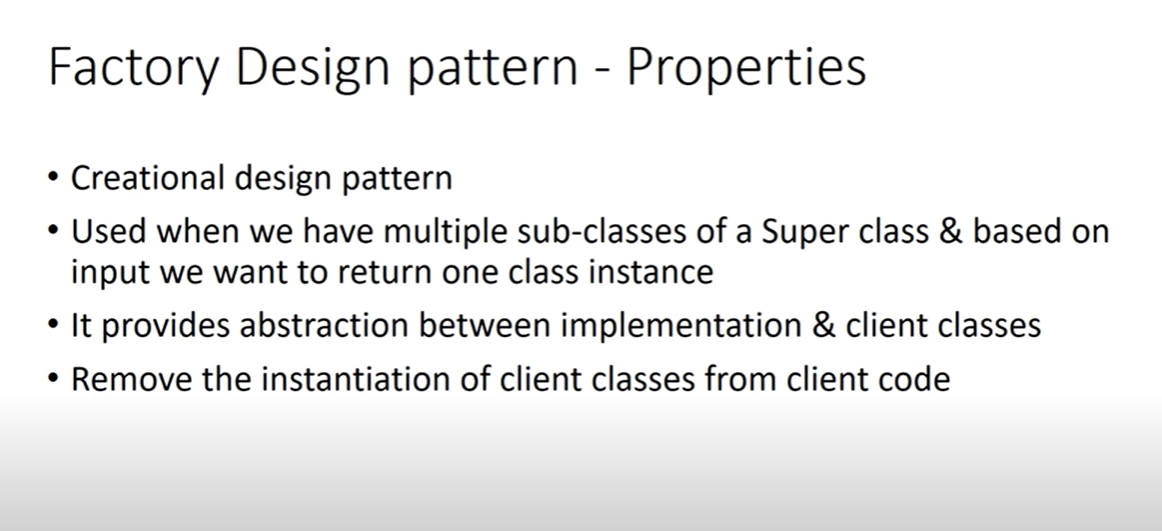 Factory Design pattern - Properties
• Creational design pattern
• Used when we have multiple sub-classes of a Super class & based on
input we want to return one class instance
• It provides abstraction between implementation & client classes
• Remove the instantiation of client classes from client code